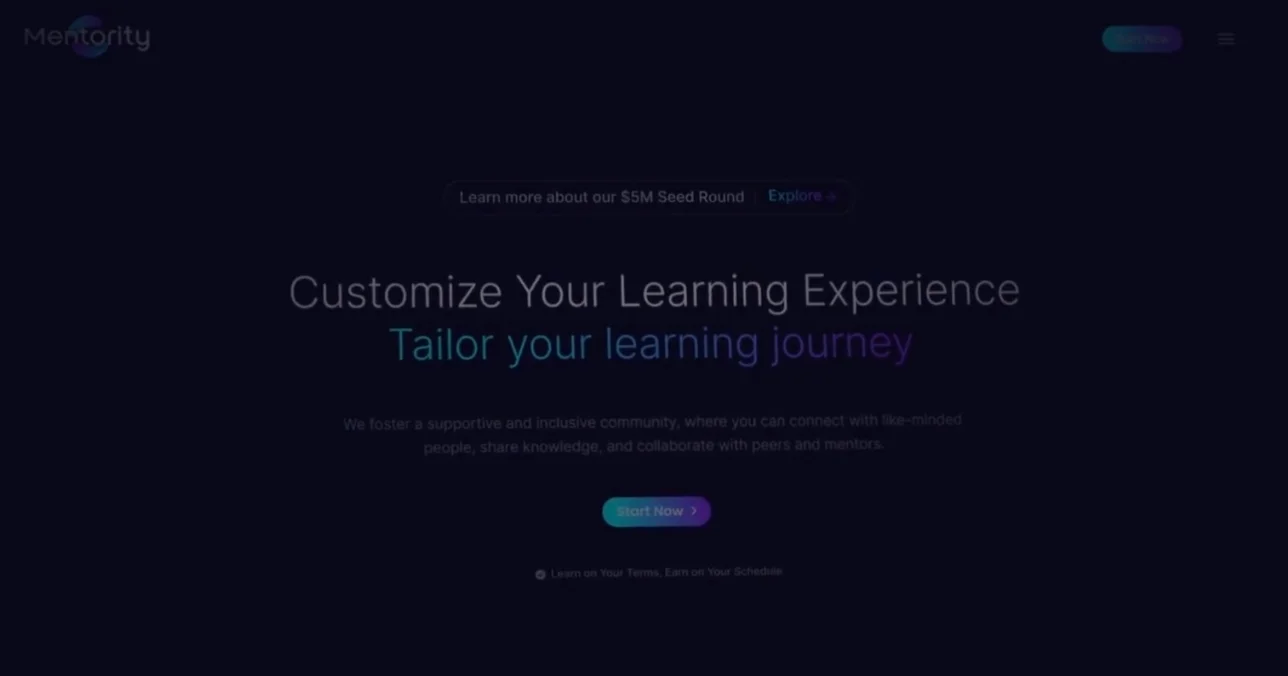 Mentority
Start Now
Learn more about our $5M Seed Round
Explore →
Customize Your Learning Experience
Tailor your learning journey
We foster a supportive and inclusive community, where you can connect with like-minded
people, share knowledge, and collaborate with peers and mentors.
Start Now >
Learn on Your Terms, Earn on Your Schedule